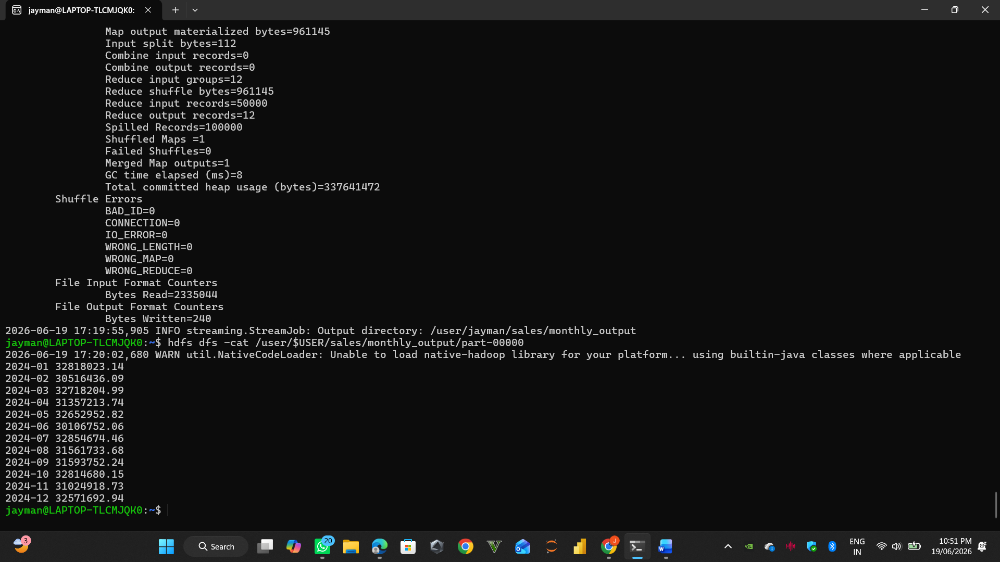 jayman@LAPTOP-TLCMJQK0:
Map output materialized bytes=961145
Input split bytes=112
Combine input records=0
Combine output records=0
Reduce input groups=12
Reduce shuffle bytes=961145
Reduce input records=50000
Reduce output records=12
Spilled Records=100000
Shuffled Maps =1
Failed Shuffles=0
Merged Map outputs=1
GC time elapsed (ms)=8
Total committed heap usage (bytes)=337641472
Shuffle Errors
BAD_ID=0
CONNECTION=0
IO_ERROR=0
WRONG_LENGTH=0
WRONG_MAP=0
WRONG_REDUCE=0
File Input Format Counters
Bytes Read=2335044
File Output Format Counters
Bytes Written=240
2026-06-19 17:19:55,905 INFO streaming.StreamJob: Output directory: /user/jayman/sales/monthly_output
jayman@LAPTOP-TLCMJQK0:~$ hdfs dfs -cat /user/$USER/sales/monthly_output/part-00000
2026-06-19 17:20:02,680 WARN util.NativeCodeLoader: Unable to load native-hadoop library for your platform... using builtin-java classes where applicable
2024-01 32818023.14
2024-02 30516436.09
2024-03 32718204.99
2024-04 31357213.74
2024-05 32652952.82
2024-06 30106752.06
2024-07 32854674.46
2024-08 31561733.68
2024-09 31593752.24
2024-10 32814680.15
2024-11 31024918.73
2024-12 32571692.94
jayman@LAPTOP-TLCMJQK0:~$
3
Search
20
J
ENG
IN
10:51 PM
19/06/2026